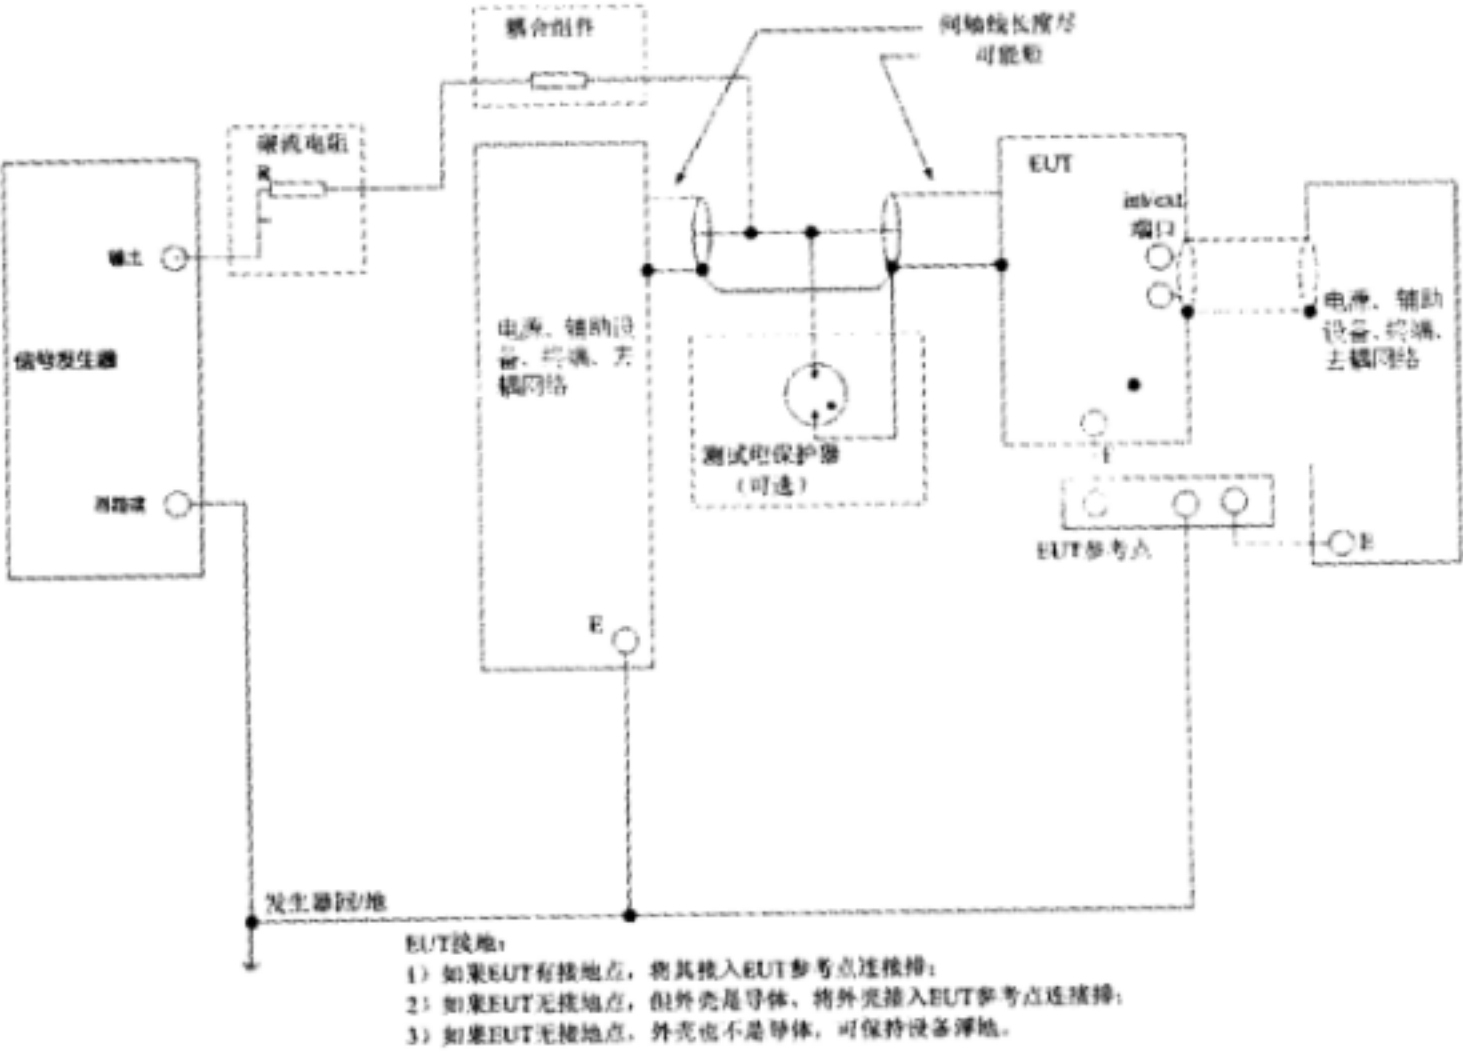 耦合组件
同轴线长度尽
可能短
限流电阻
R
EUT
int/ext
端口
输出
电源、辅助设
备、终端、去
耦网络
电源、辅助
设备、终端、
去耦网络
信号发生器
测试电保护器
（可选）
回路端
EUT参考点
E
E
发生器回/地
EUT接地：
1）如果EUT有接地点，将其接入EUT参考点连接排；
2）如果EUT无接地点，但外壳是导体，将外壳接入EUT参考点连接排；
3）如果EUT无接地点，外壳也不是导体，可保持设备浮地。